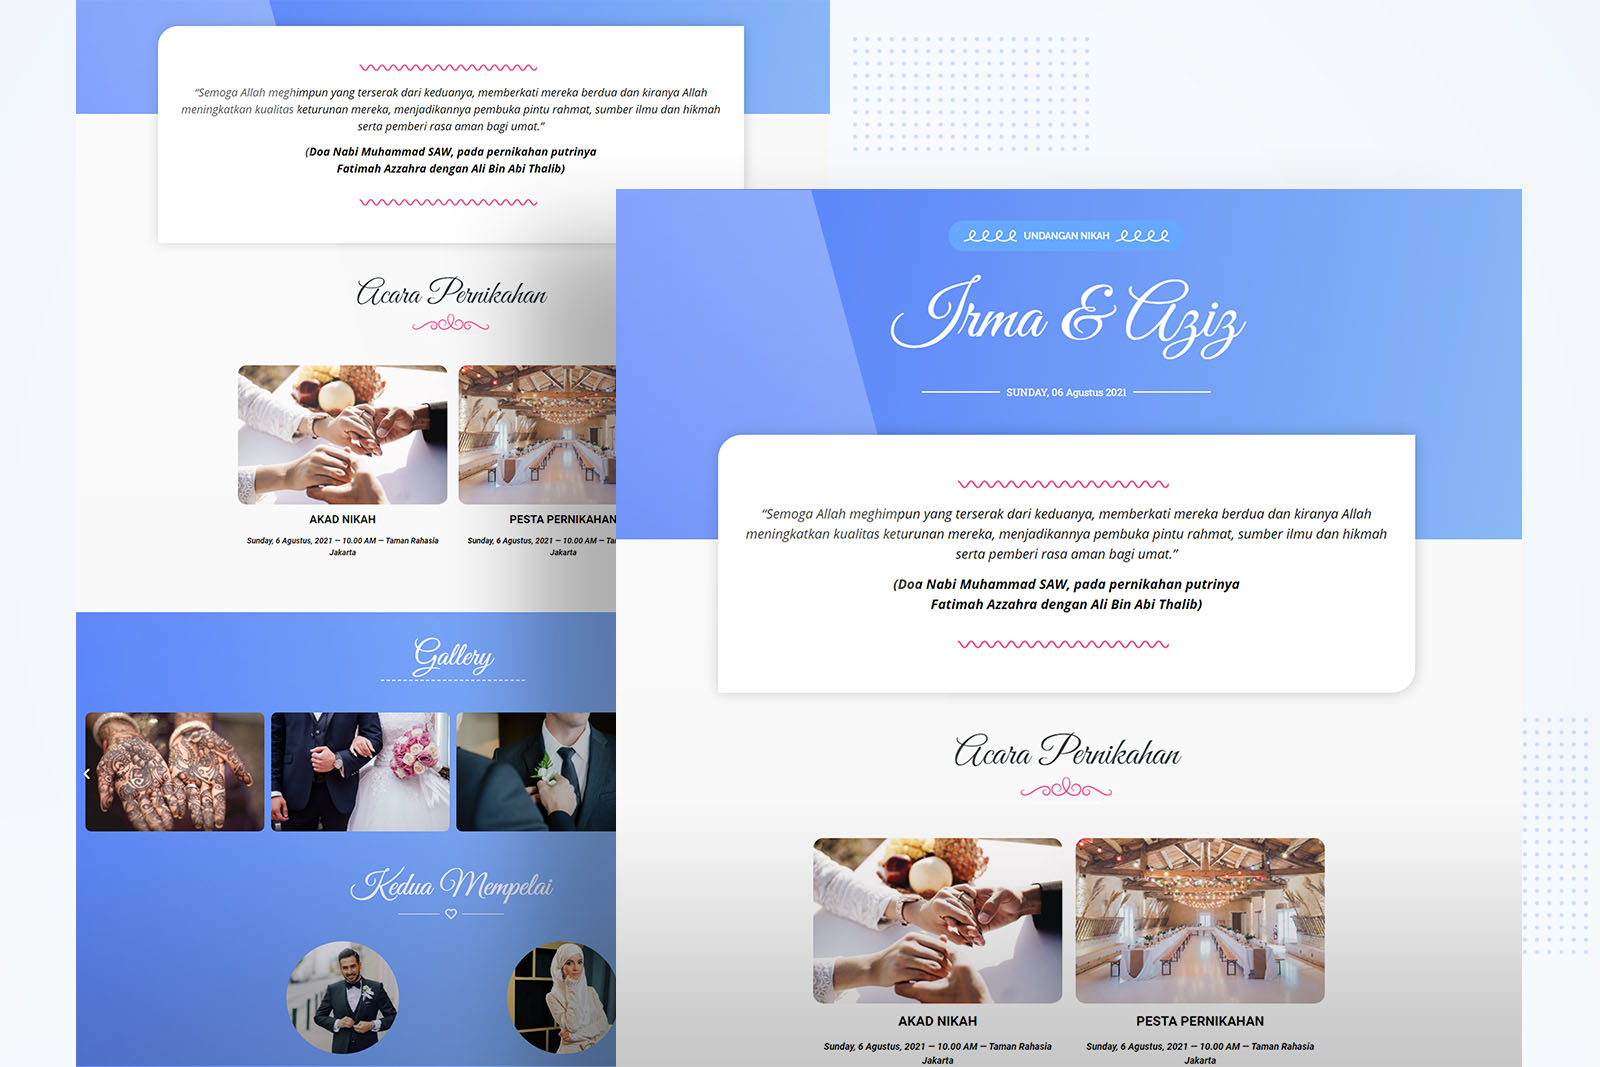 “Semoga Allah meghimpun yang terserak dari keduanya, memberkati mereka berdua dan kiranya Allah
meningkatkan kualitas keturunan mereka, menjadikannya pembuka pintu rahmat, sumber ilmu dan hikmah
serta pemberi rasa aman bagi umat.”
(Doa Nabi Muhammad SAW, pada pernikahan putrinya
Fatimah Azzahra dengan Ali Bin Abi Thalib)
Acara Pernikahan
AKAD NIKAH
Sunday, 6 Agustus, 2021 – 10.00 AM – Taman Rahasia
Jakarta
PESTA PERNIKAHAN
Sunday, 6 Agustus, 2021 – 10.00 AM – Ta
Jakarta
Gallery
Kedua Mempelai
UNDANGAN NIKAH
Irma & Aziz
SUNDAY, 06 Agustus 2021
“Semoga Allah meghimpun yang terserak dari keduanya, memberkati mereka berdua dan kiranya Allah
meningkatkan kualitas keturunan mereka, menjadikannya pembuka pintu rahmat, sumber ilmu dan hikmah
serta pemberi rasa aman bagi umat.”
(Doa Nabi Muhammad SAW, pada pernikahan putrinya
Fatimah Azzahra dengan Ali Bin Abi Thalib)
Acara Pernikahan
AKAD NIKAH
Sunday, 6 Agustus, 2021 – 10.00 AM – Taman Rahasia
Jakarta
PESTA PERNIKAHAN
Sunday, 6 Agustus, 2021 – 10.00 AM – Taman Rahasia
Jakarta